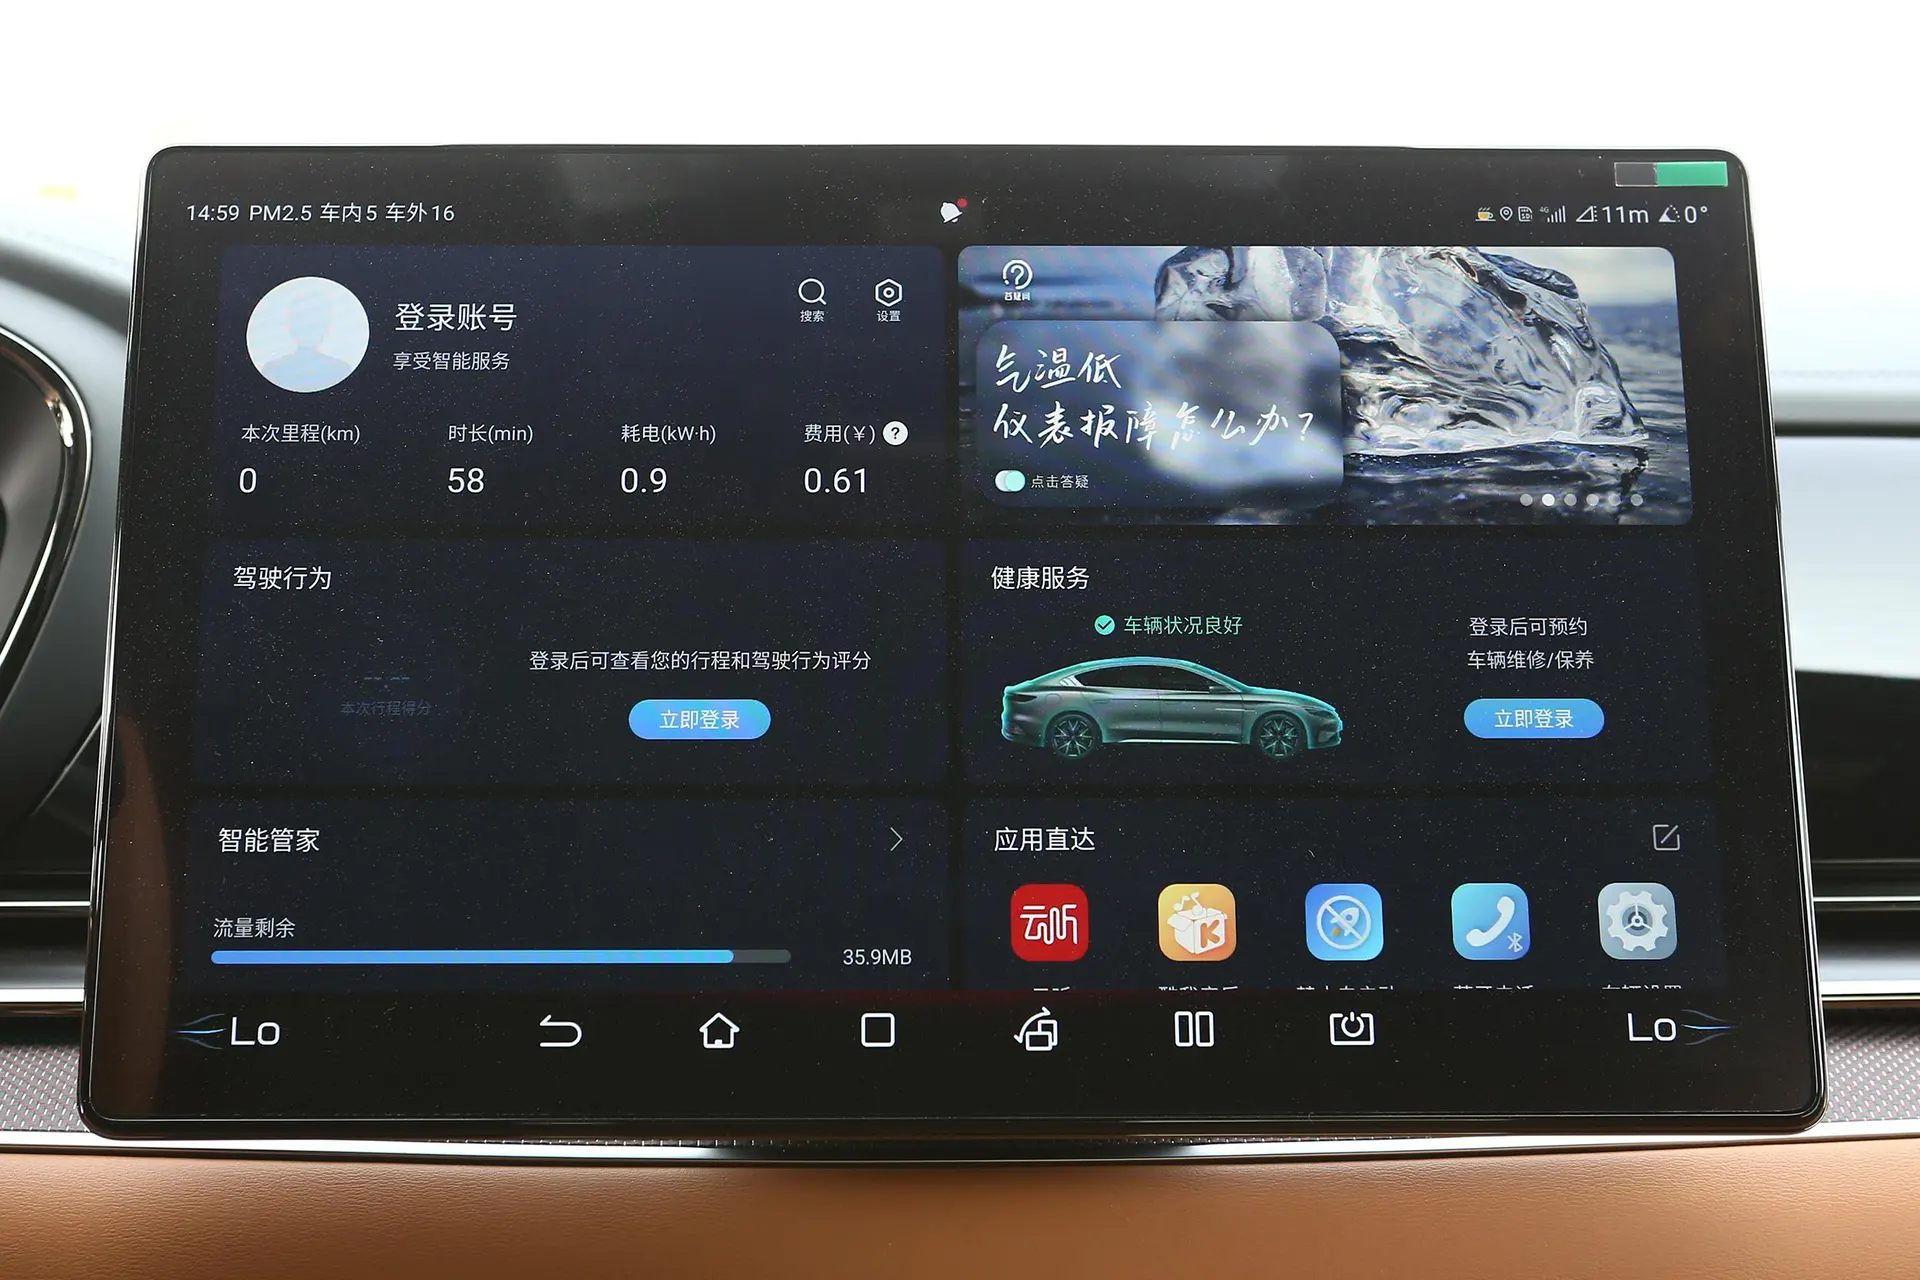 14:59 PM2.5 车内5 车外16
4G 11m 0°
登录账号
享受智能服务
搜索
设置
本次里程(km) 时长(min) 耗电(kW·h) 费用(¥) ?
0 58 0.9 0.61
答疑问
气温低
仪表报障怎么办?
点击答疑
驾驶行为
--.--
本次行程得分
登录后可查看您的行程和驾驶行为评分
立即登录
健康服务
车辆状况良好
登录后可预约
车辆维修/保养
立即登录
智能管家
流量剩余
35.9MB
应用直达
云听
K
Lo
Lo